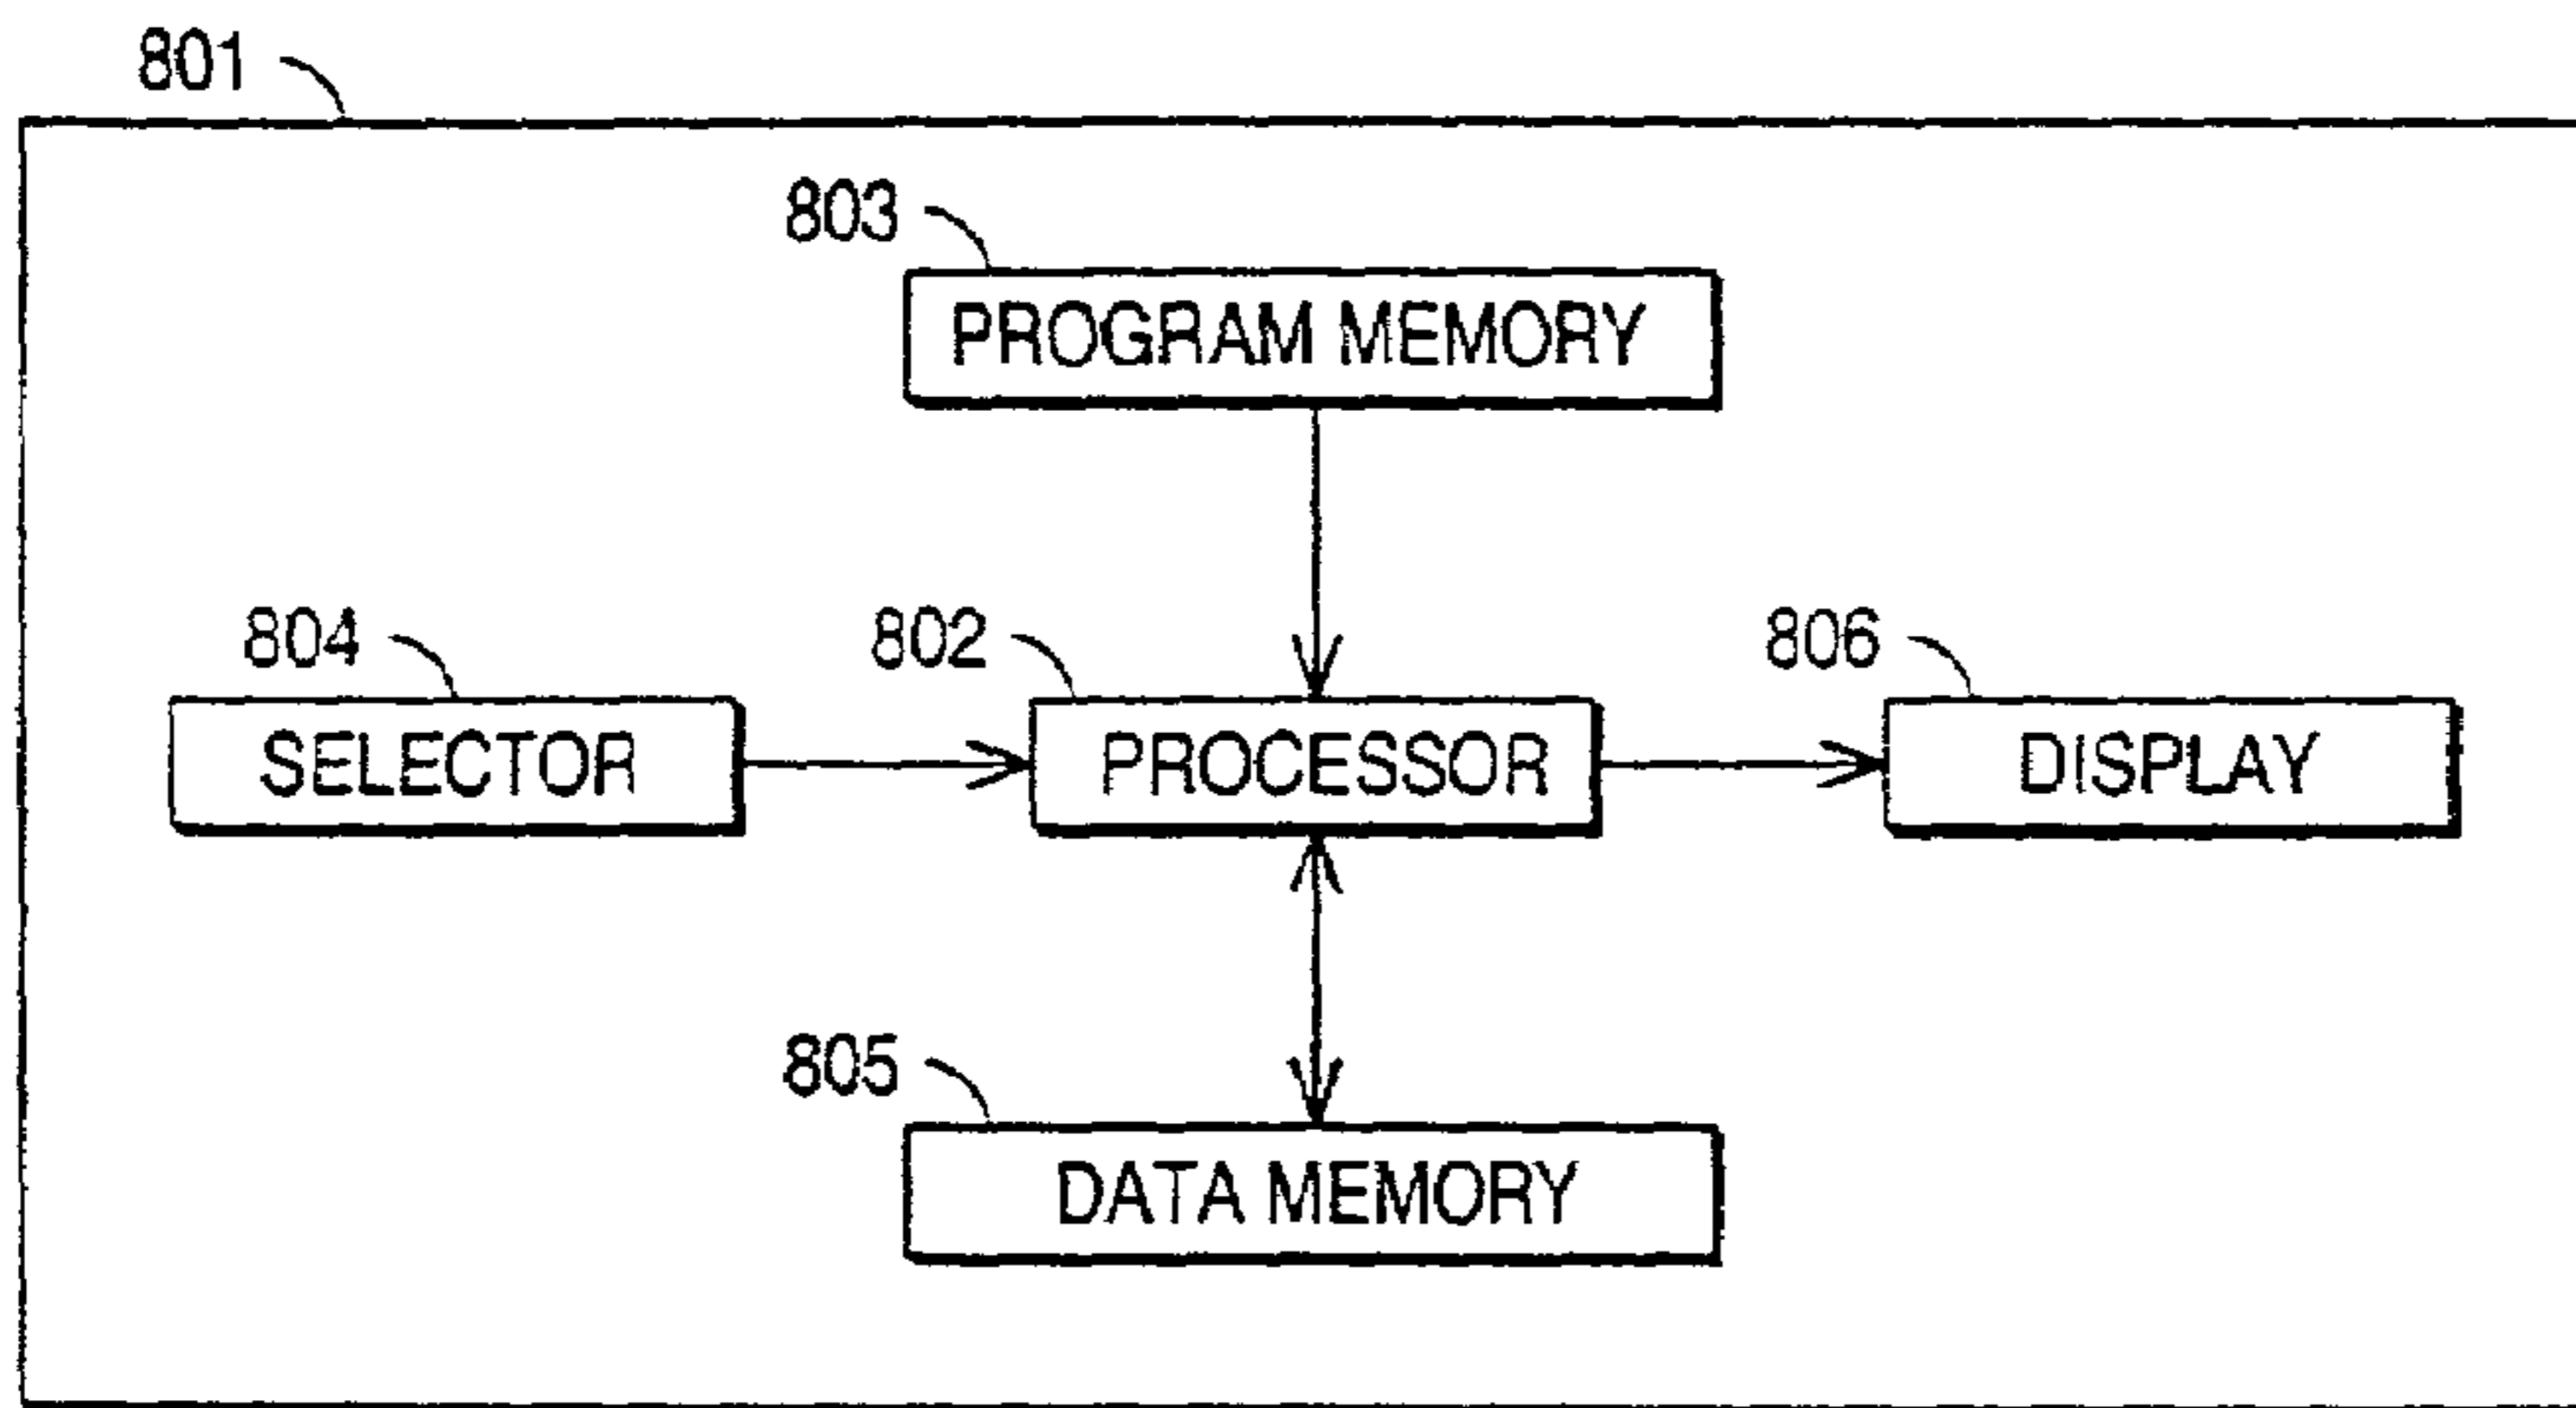 801
803
PROGRAM MEMORY
804
802
806
SELECTOR
PROCESSOR
DISPLAY
805
DATA MEMORY